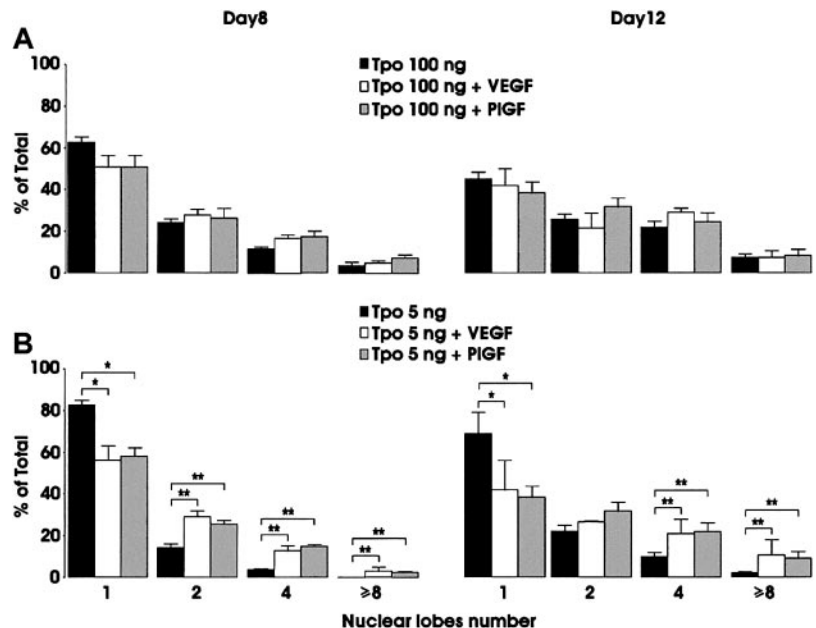 Day8
Day12
A
Tpo 100 ng
Tpo 100 ng + VEGF
Tpo 100 ng + PlGF
100
80
60
40
20
0
% of Total
B
Tpo 5 ng
Tpo 5 ng + VEGF
Tpo 5 ng + PlGF
100
80
60
40
20
0
% of Total
* *
** **
** **
** **
* *
** **
** **
1 2 4 ≥8 1 2 4 ≥8
Nuclear lobes number